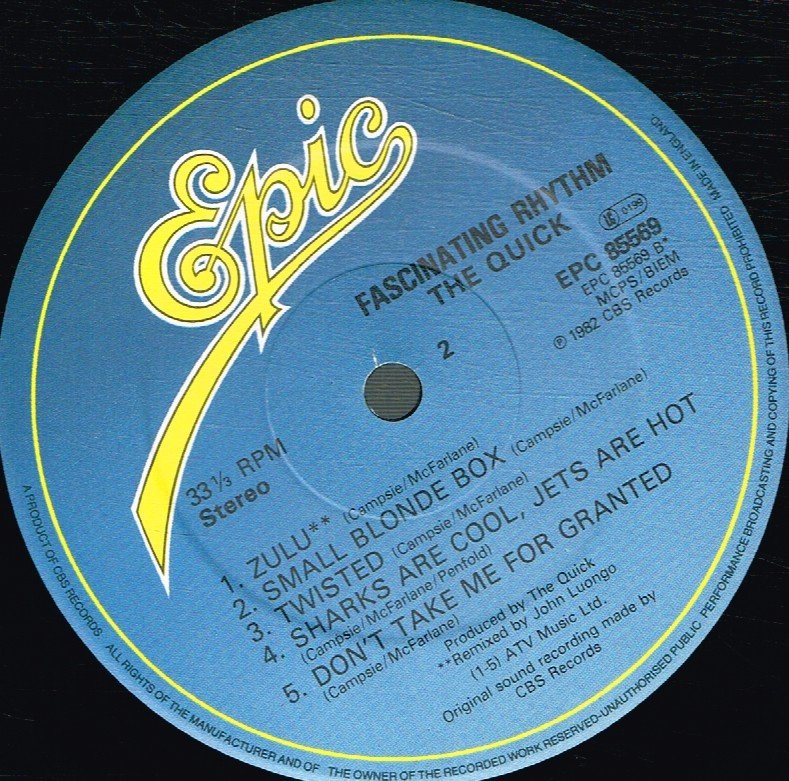 Epic
FASCINATING RHYTHM
THE QUICK
EPC 85569
EPC 85569 B*
MCPS/BIEM
℗ 1982 CBS Records
2
33 1/3 RPM
Stereo
1. ZULU** (Campsie/McFarlane)
2. SMALL BLONDE BOX (Campsie/McFarlane)
3. TWISTED (Campsie/McFarlane)
4. SHARKS ARE COOL, JETS ARE HOT
(Campsie/McFarlane/Penfold)
5. DON'T TAKE ME FOR GRANTED
(Campsie/McFarlane)
Produced by The Quick
**Remixed by John Luongo
(1-5) ATV Music Ltd.
Original sound recording made by
CBS Records
A PRODUCT OF CBS RECORDS · ALL RIGHTS OF THE MANUFACTURER AND OF THE OWNER OF THE RECORDED WORK RESERVED-UNAUTHORISED PUBLIC PERFORMANCE BROADCASTING AND COPYING OF THIS RECORD PROHIBITED MADE IN ENGLAND.